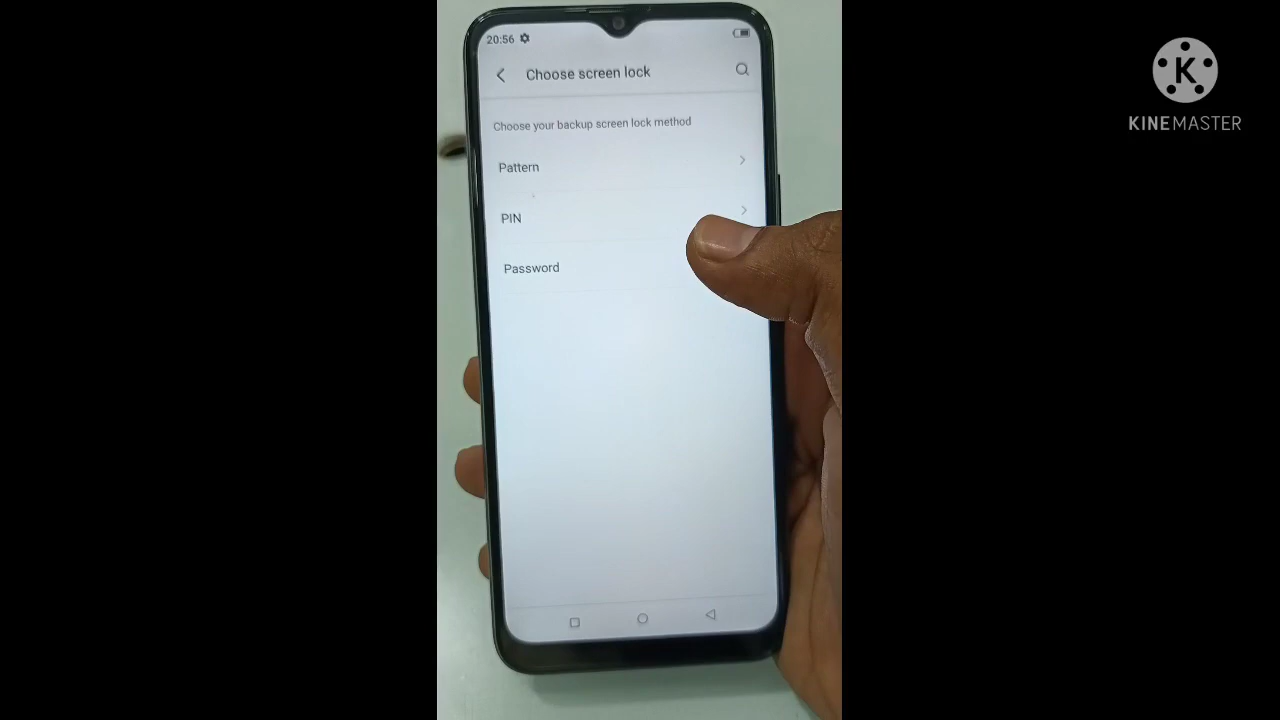 20:56
Choose screen lock
Choose your backup screen lock method
Pattern
PIN
Password
K
KINEMASTER